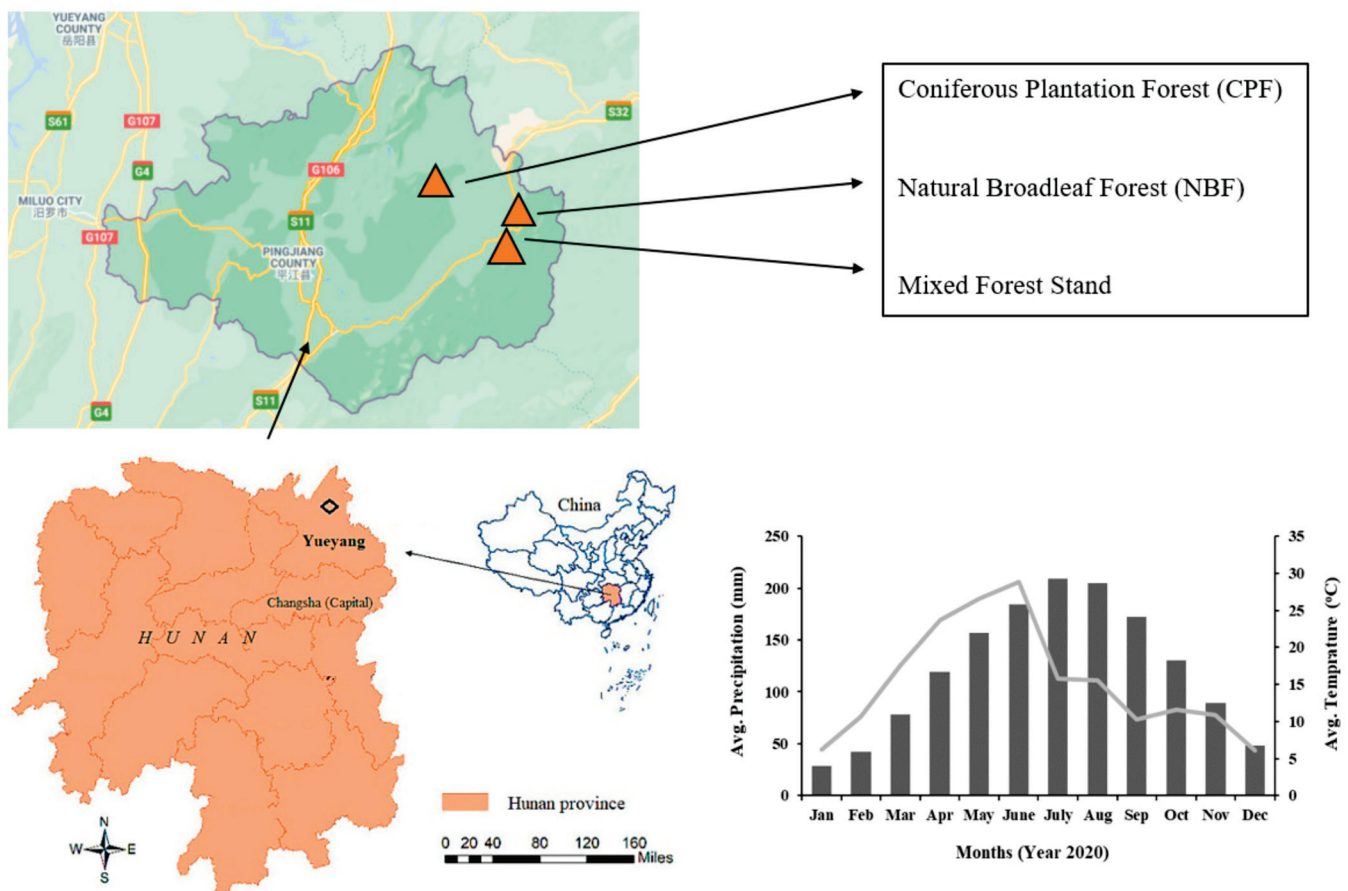 YUEYANG
COUNTY
岳阳县
S61
G107
G4
S32
G106
MILUO CITY
汨罗市
G107
S11
PINGJIANG
COUNTY
平江县
S11
G4
Coniferous Plantation Forest (CPF)
Natural Broadleaf Forest (NBF)
Mixed Forest Stand
Yueyang
Changsha (Capital)
HUNAN
China
N
W E
S
Hunan province
0 10 20 40 80 120 160
Miles
Avg. Precipitation (mm)
250
200
150
100
50
0
35
30
25
20
15
10
5
0
Avg. Temprature (°C)
Jan Feb Mar Apr May June July Aug Sep Oct Nov Dec
Months (Year 2020)